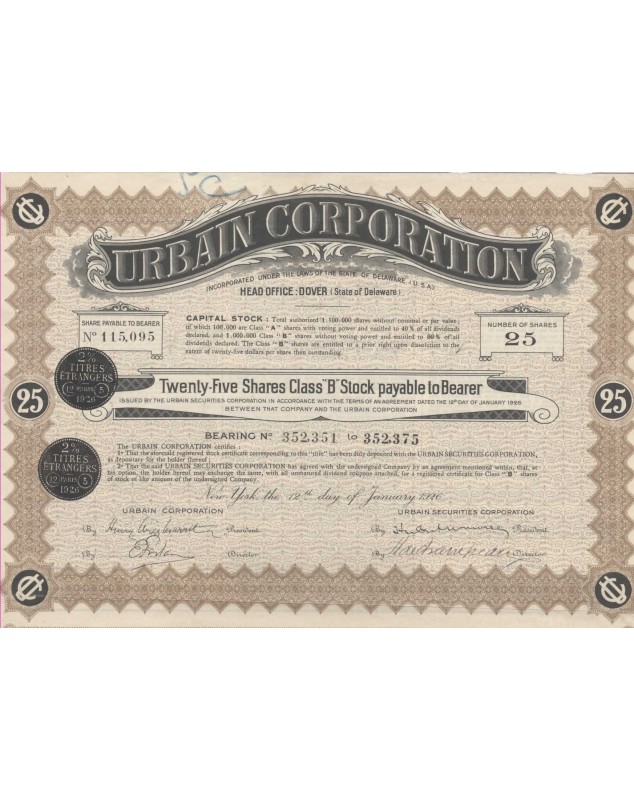 URBAIN CORPORATION
INCORPORATED UNDER THE LAWS OF THE STATE OF DELAWARE (U.S.A)
HEAD OFFICE: DOVER (State of Delaware)
SHARE PAYABLE TO BEARER
Nº 115,095
CAPITAL STOCK: Total authorized 1.100.000 shares without nominal or par value;
of which 100.000 are Class "A" shares with voting power and entitled to 40% of all dividends
declared, and 1.000.000 Class "B" shares without voting power and entitled to 60% of all
dividends declared. The Class "B" shares are entitled to a prior right upon dissolution to the
extent of twenty-five dollars per share then outstanding.
NUMBER OF SHARES
25
2%
TITRES
ÉTRANGERS
1926
Twenty-Five Shares Class "B" Stock payable to Bearer
ISSUED BY THE URBAIN SECURITIES CORPORATION IN ACCORDANCE WITH THE TERMS OF AN AGREEMENT DATED THE 12TH DAY OF JANUARY 1926
BETWEEN THAT COMPANY AND THE URBAIN CORPORATION
25
25
BEARING Nº 352,351 to 352,375
2%
TITRES
ÉTRANGERS
1926
The URBAIN CORPORATION certifies:
1º That the aforesaid registered stock certificate corresponding to this "title" has been duly deposited with the URBAIN SECURITIES CORPORATION,
as depositary for the holder thereof;
2º That the said URBAIN SECURITIES CORPORATION has agreed with the undersigned Company by an agreement mentioned within, that, at
his option, the holder hereof may exchange the same, with all unmatured dividend coupons attached, for a registered certificate for Class "B" shares
of stock of like amount of the undersigned Company.
New York the 12th day of January 1926
URBAIN CORPORATION
URBAIN SECURITIES CORPORATION
(By President
(By President
(By Director
(By Director